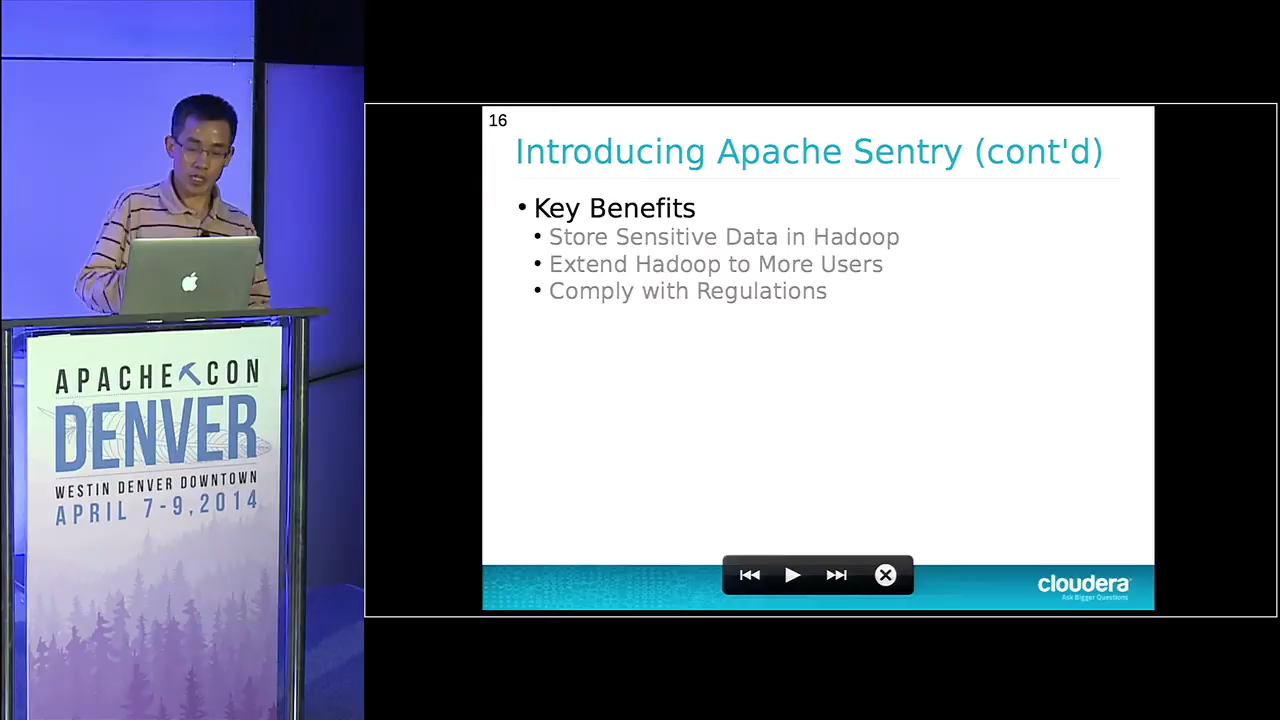 APACHE CON
DENVER
WESTIN DENVER DOWNTOWN
APRIL 7-9, 2014
16
Introducing Apache Sentry (cont'd)
• Key Benefits
• Store Sensitive Data in Hadoop
• Extend Hadoop to More Users
• Comply with Regulations
cloudera
Ask Bigger Questions